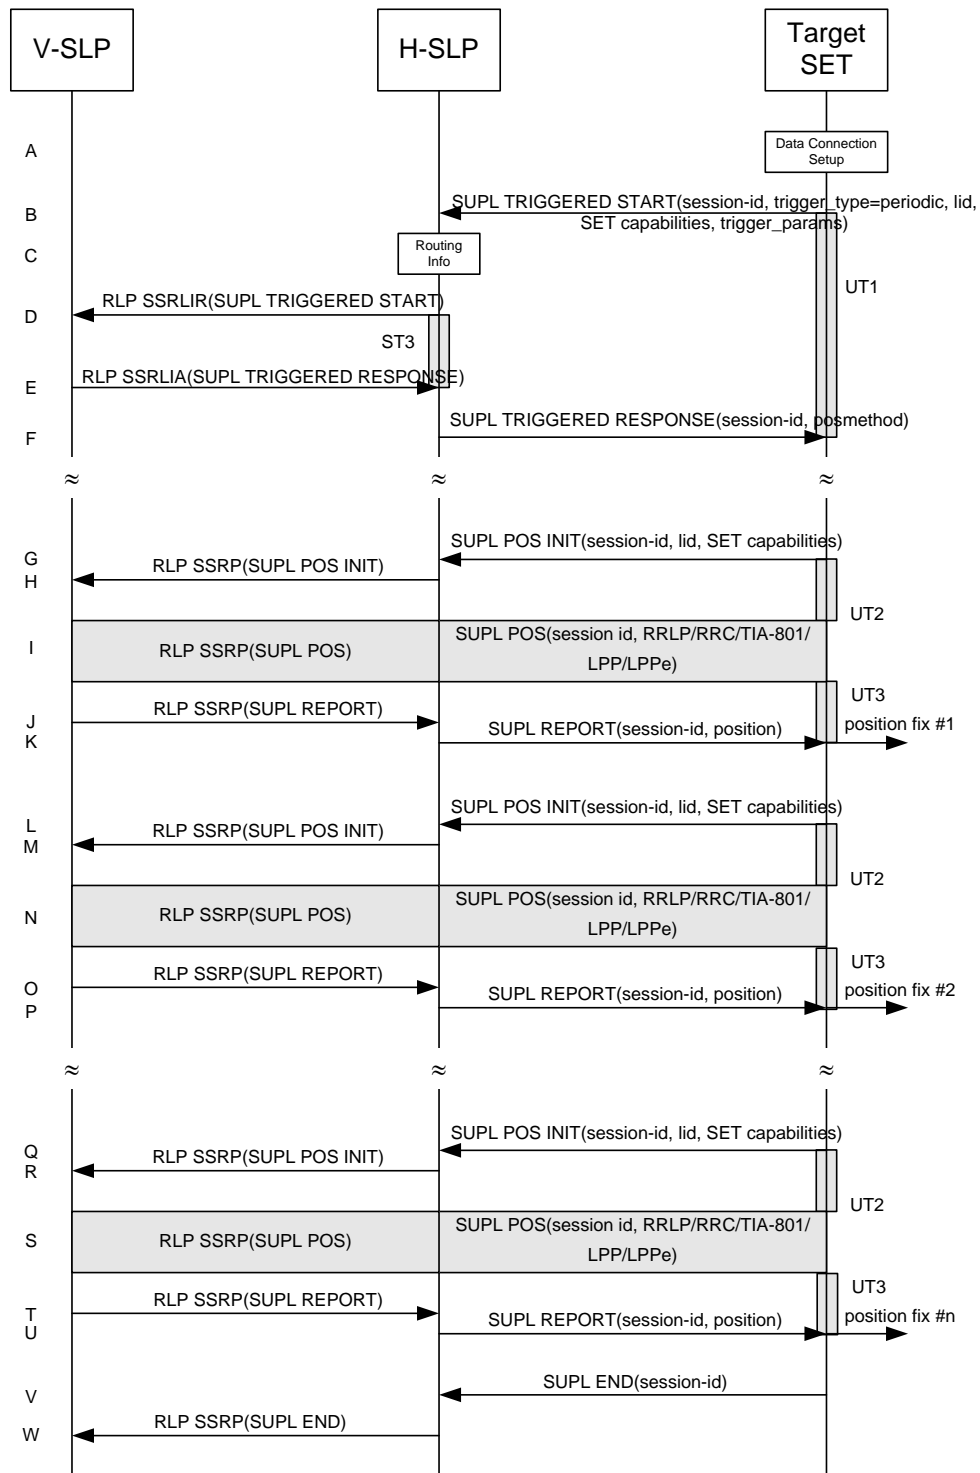 V-SLP
H-SLP
Target
SET
A
Data Connection
Setup
B
SUPL TRIGGERED START(session-id, trigger_type=periodic, lid,
SET capabilities, trigger_params)
C
Routing
Info
UT1
D
RLP SSRLIR(SUPL TRIGGERED START)
ST3
E
RLP SSRLIA(SUPL TRIGGERED RESPONSE)
F
SUPL TRIGGERED RESPONSE(session-id, posmethod)
≈ ≈ ≈
G
SUPL POS INIT(session-id, lid, SET capabilities)
H
RLP SSRP(SUPL POS INIT)
UT2
I
RLP SSRP(SUPL POS)
SUPL POS(session id, RRLP/RRC/TIA-801/
LPP/LPPe)
J
RLP SSRP(SUPL REPORT)
UT3
K
SUPL REPORT(session-id, position)
position fix #1
L
SUPL POS INIT(session-id, lid, SET capabilities)
M
RLP SSRP(SUPL POS INIT)
UT2
N
RLP SSRP(SUPL POS)
SUPL POS(session id, RRLP/RRC/TIA-801/
LPP/LPPe)
O
RLP SSRP(SUPL REPORT)
UT3
P
SUPL REPORT(session-id, position)
position fix #2
≈ ≈ ≈
Q
SUPL POS INIT(session-id, lid, SET capabilities)
R
RLP SSRP(SUPL POS INIT)
UT2
S
RLP SSRP(SUPL POS)
SUPL POS(session id, RRLP/RRC/TIA-801/
LPP/LPPe)
T
RLP SSRP(SUPL REPORT)
UT3
U
SUPL REPORT(session-id, position)
position fix #n
V
SUPL END(session-id)
W
RLP SSRP(SUPL END)